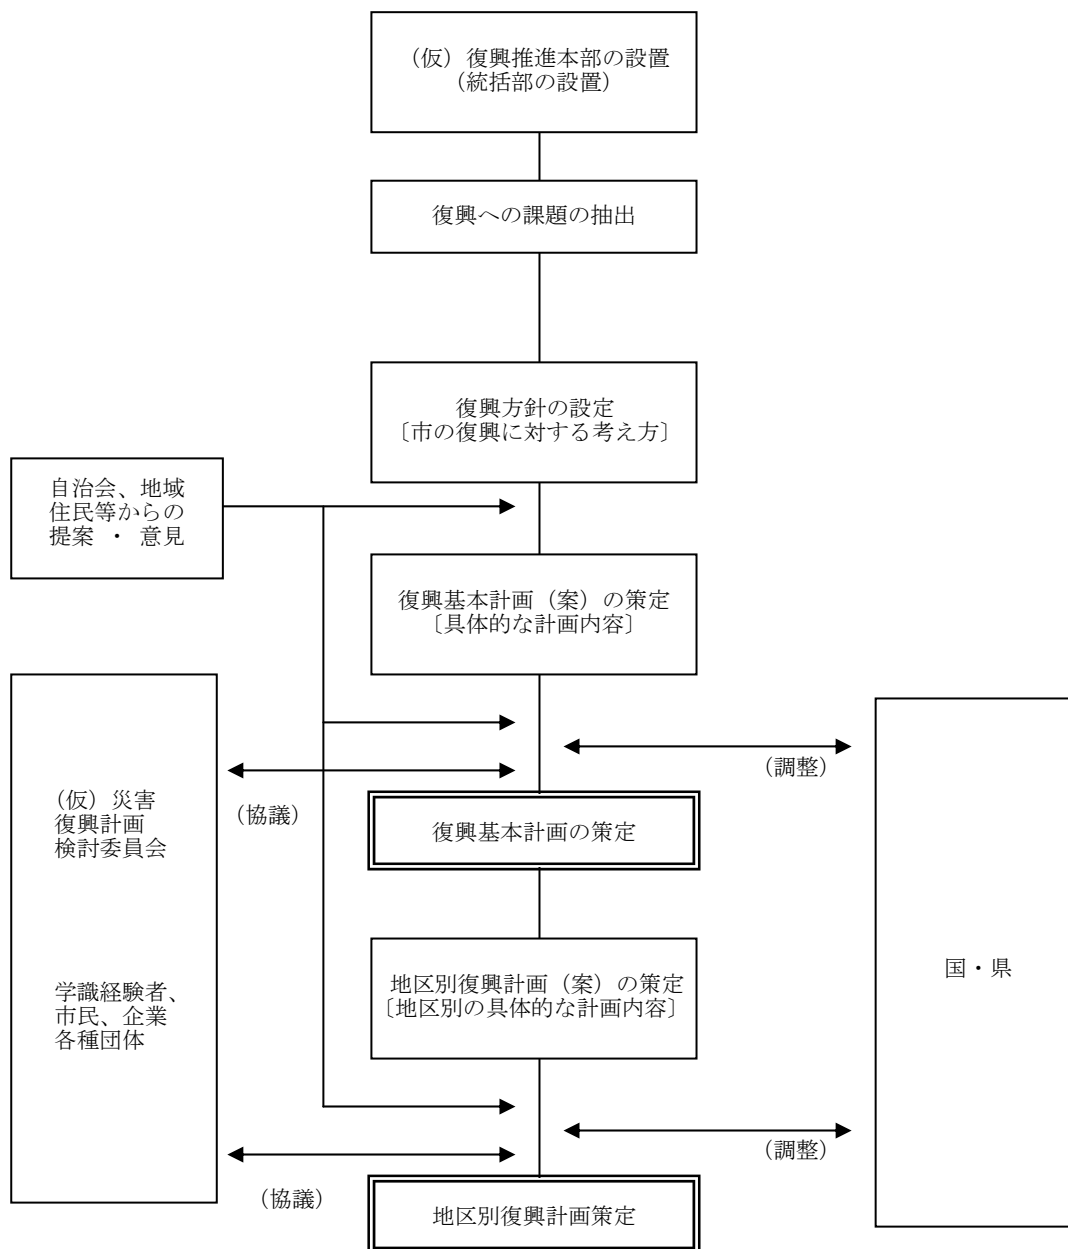 （仮）復興推進本部の設置
（統括部の設置）
復興への課題の抽出
復興方針の設定
〔市の復興に対する考え方〕
自治会、地域
住民等からの
提案 ・ 意見
復興基本計画（案）の策定
〔具体的な計画内容〕
（調整）
（協議）
（仮）災害
復興計画
検討委員会
学識経験者、
市民、企業
各種団体
復興基本計画の策定
国・県
地区別復興計画（案）の策定
〔地区別の具体的な計画内容〕
（調整）
（協議）
地区別復興計画策定